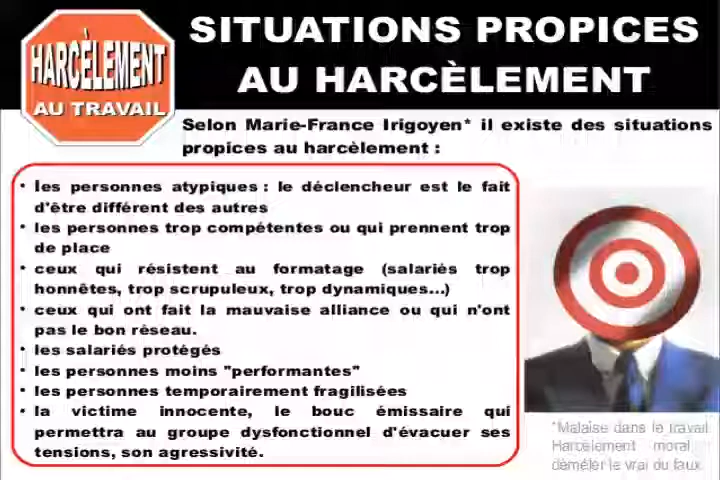 HARCÈLEMENT
AU TRAVAIL
SITUATIONS PROPICES
AU HARCÈLEMENT
Selon Marie-France Irigoyen* il existe des situations
propices au harcèlement :
• les personnes atypiques : le déclencheur est le fait
d'être différent des autres
• les personnes trop compétentes ou qui prennent trop
de place
• ceux qui résistent au formatage (salariés trop
honnêtes, trop scrupuleux, trop dynamiques...)
• ceux qui ont fait la mauvaise alliance ou qui n'ont
pas le bon réseau.
• les salariés protégés
• les personnes moins "performantes"
• les personnes temporairement fragilisées
• la victime innocente, le bouc émissaire qui
permettra au groupe dysfonctionnel d'évacuer ses
tensions, son agressivité.
*Malaise dans le travail
Harcèlement moral :
démêler le vrai du faux.